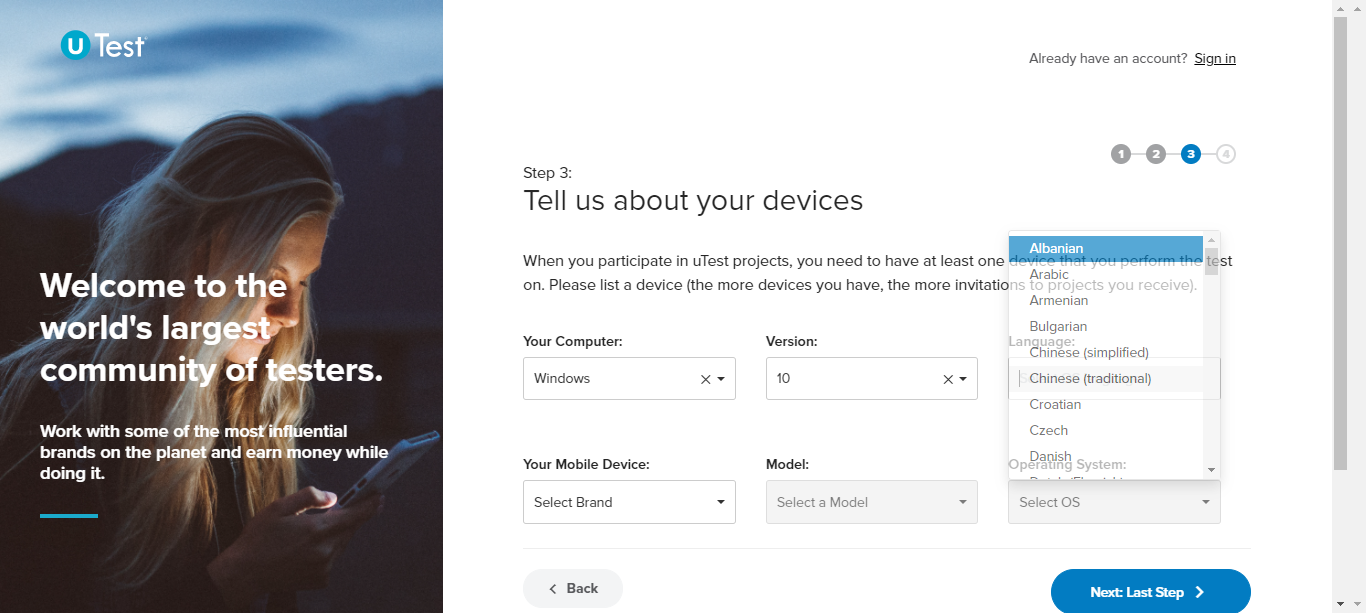 uTest
Welcome to the
world's largest
community of testers.
Work with some of the most influential
brands on the planet and earn money while
doing it.
Already have an account? Sign in
1 2 3 4
Step 3:
Tell us about your devices
When you participate in uTest projects, you need to have at least one device that you perform the test
on. Please list a device (the more devices you have, the more invitations to projects you receive).
Your Computer:
Windows
Version:
10
Language:
Albanian
Arabic
Armenian
Bulgarian
Chinese (simplified)
Chinese (traditional)
Croatian
Czech
Danish
Your Mobile Device:
Select Brand
Model:
Select a Model
Operating System:
Select OS
Back
Next: Last Step